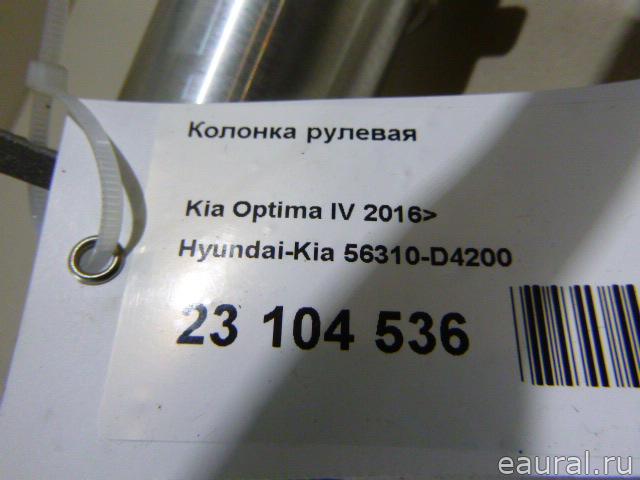 Колонка рулевая
Kia Optima IV 2016>
Hyundai-Kia 56310-D4200
23 104 536
eaural.ru